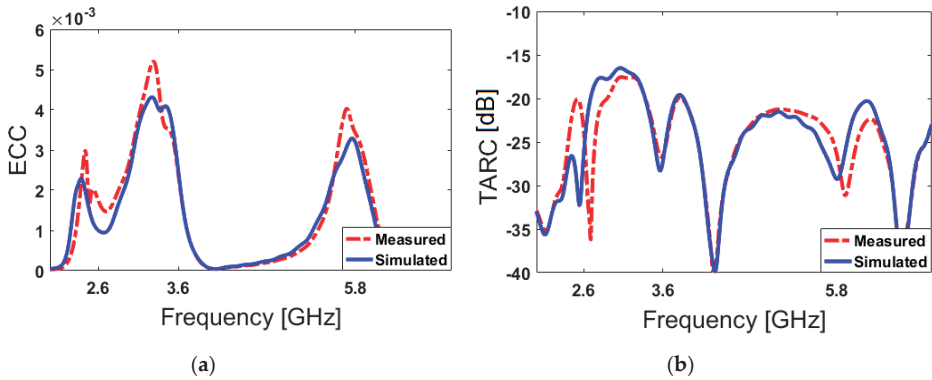 ×10⁻³
6
5
4
3
2
1
0
ECC
2.6 3.6 5.8
Frequency [GHz]
Measured
Simulated
(a)
-10
-15
-20
-25
-30
-35
-40
TARC [dB]
2.6 3.6 5.8
Frequency [GHz]
Measured
Simulated
(b)